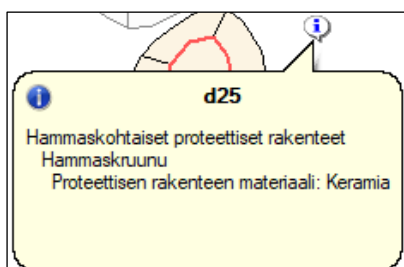 d25
Hammaskohtaiset proteettiset rakenteet
Hammaskruunu
Proteettisen rakenteen materiaali: Keramia